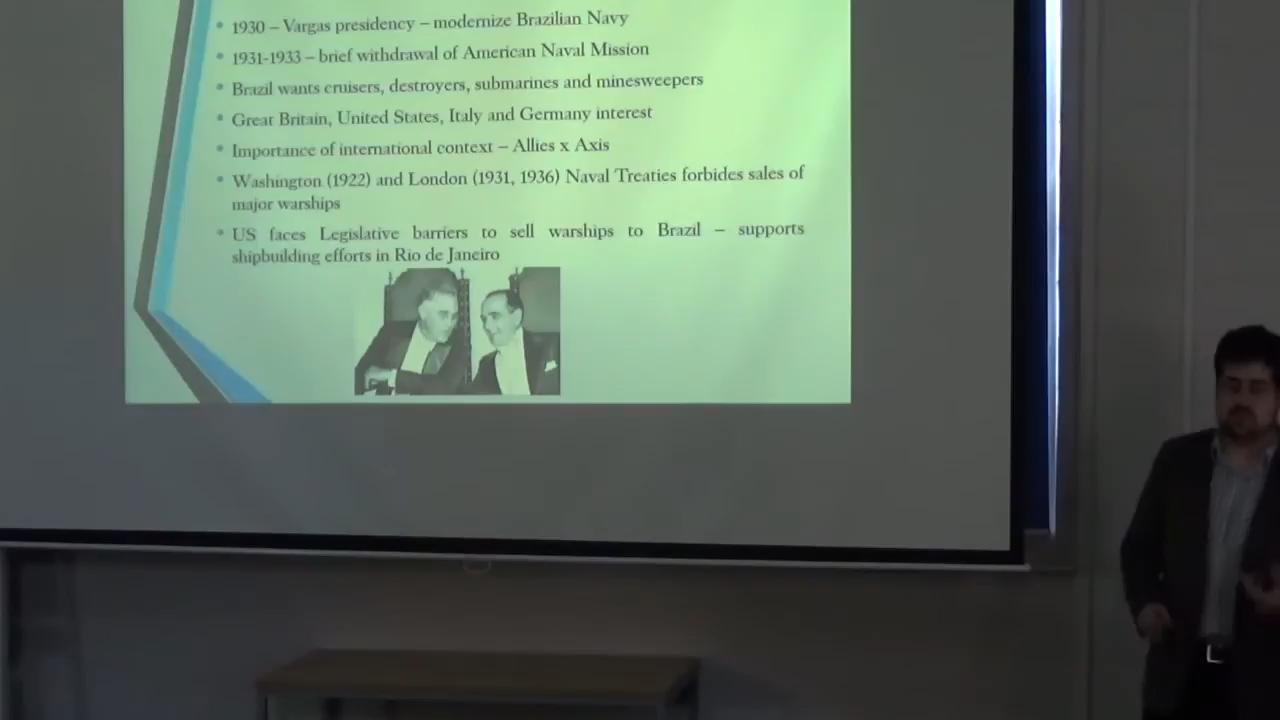 • 1930 – Vargas presidency – modernize Brazilian Navy
• 1931-1933 – brief withdrawal of American Naval Mission
• Brazil wants cruisers, destroyers, submarines and minesweepers
• Great Britain, United States, Italy and Germany interest
• Importance of international context – Allies x Axis
• Washington (1922) and London (1931, 1936) Naval Treaties forbides sales of
major warships
• US faces Legislative barriers to sell warships to Brazil – supports
shipbuilding efforts in Rio de Janeiro